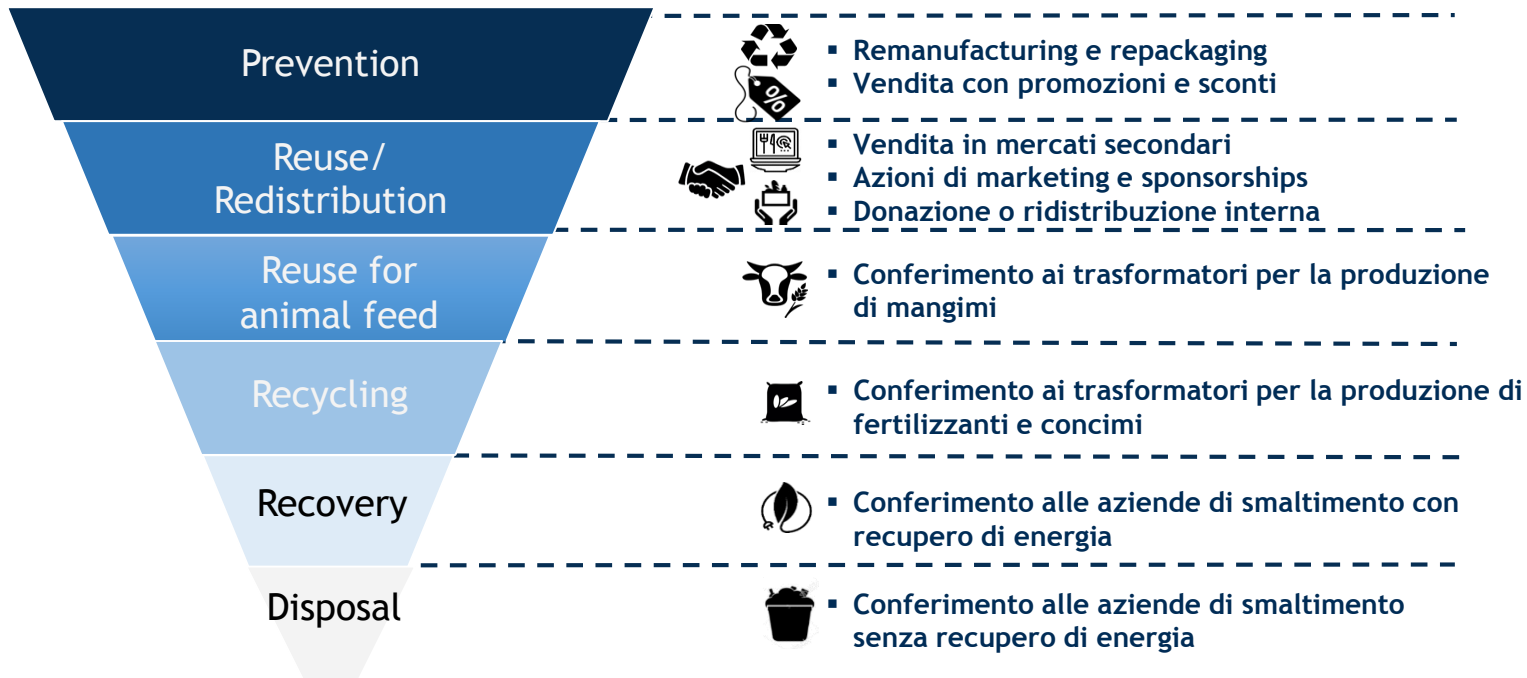 Prevention
▪ Remanufacturing e repackaging
▪ Vendita con promozioni e sconti
%
Reuse/
Redistribution
▪ Vendita in mercati secondari
▪ Azioni di marketing e sponsorships
▪ Donazione o ridistribuzione interna
Reuse for
animal feed
▪ Conferimento ai trasformatori per la produzione
di mangimi
Recycling
▪ Conferimento ai trasformatori per la produzione di
fertilizzanti e concimi
Recovery
▪ Conferimento alle aziende di smaltimento con
recupero di energia
Disposal
▪ Conferimento alle aziende di smaltimento
senza recupero di energia